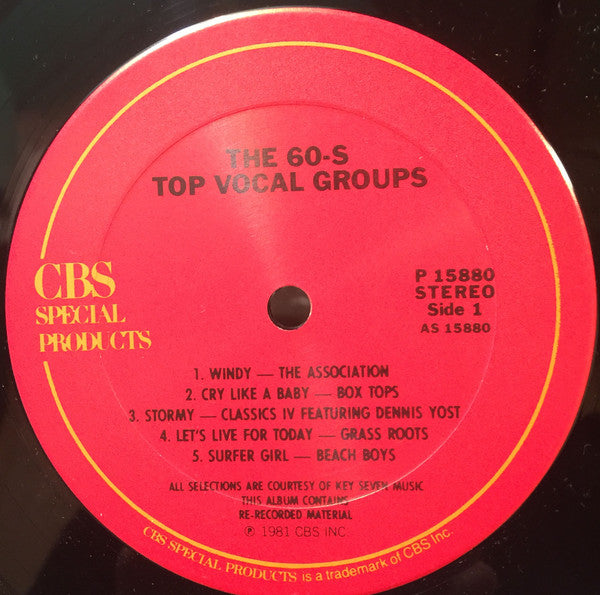 THE 60-S
TOP VOCAL GROUPS
CBS
SPECIAL
PRODUCTS
P 15880
STEREO
Side 1
AS 15880
1. WINDY — THE ASSOCIATION
2. CRY LIKE A BABY — BOX TOPS
3. STORMY — CLASSICS IV FEATURING DENNIS YOST
4. LET'S LIVE FOR TODAY — GRASS ROOTS
5. SURFER GIRL — BEACH BOYS
ALL SELECTIONS ARE COURTESY OF KEY SEVEN MUSIC
THIS ALBUM CONTAINS
RE-RECORDED MATERIAL
℗ 1981 CBS INC.
CBS SPECIAL PRODUCTS is a trademark of CBS Inc.